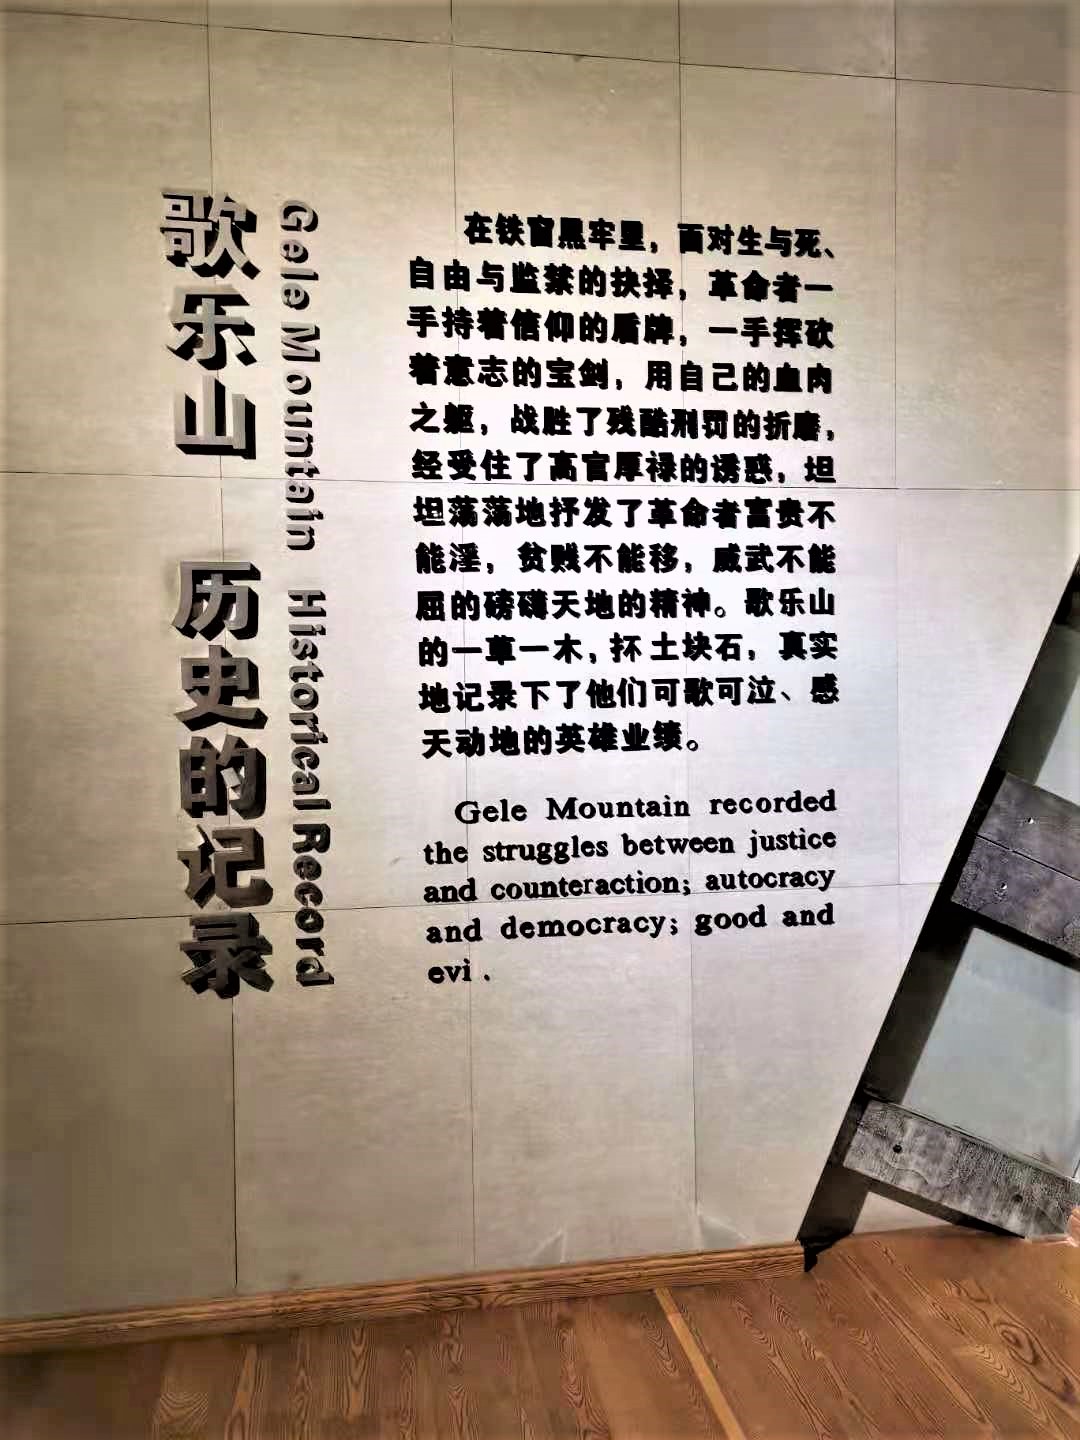 歌乐山 历史的记录
Gele Mountain Historical Record
在铁窗黑牢里，面对生与死、
自由与监禁的抉择，革命者一
手持着信仰的盾牌，一手挥砍
着意志的宝剑，用自己的血肉
之躯，战胜了残酷刑罚的折磨，
经受住了高官厚禄的诱惑，坦
坦荡荡地抒发了革命者富贵不
能淫，贫贱不能移，威武不能
屈的磅礴天地的精神。歌乐山
的一草一木，抔 土块石，真实
地记录下了他们可歌可泣、感
天动地的英雄业绩。
Gele Mountain recorded
the struggles between justice
and counteraction; autocracy
and democracy; good and
evi .